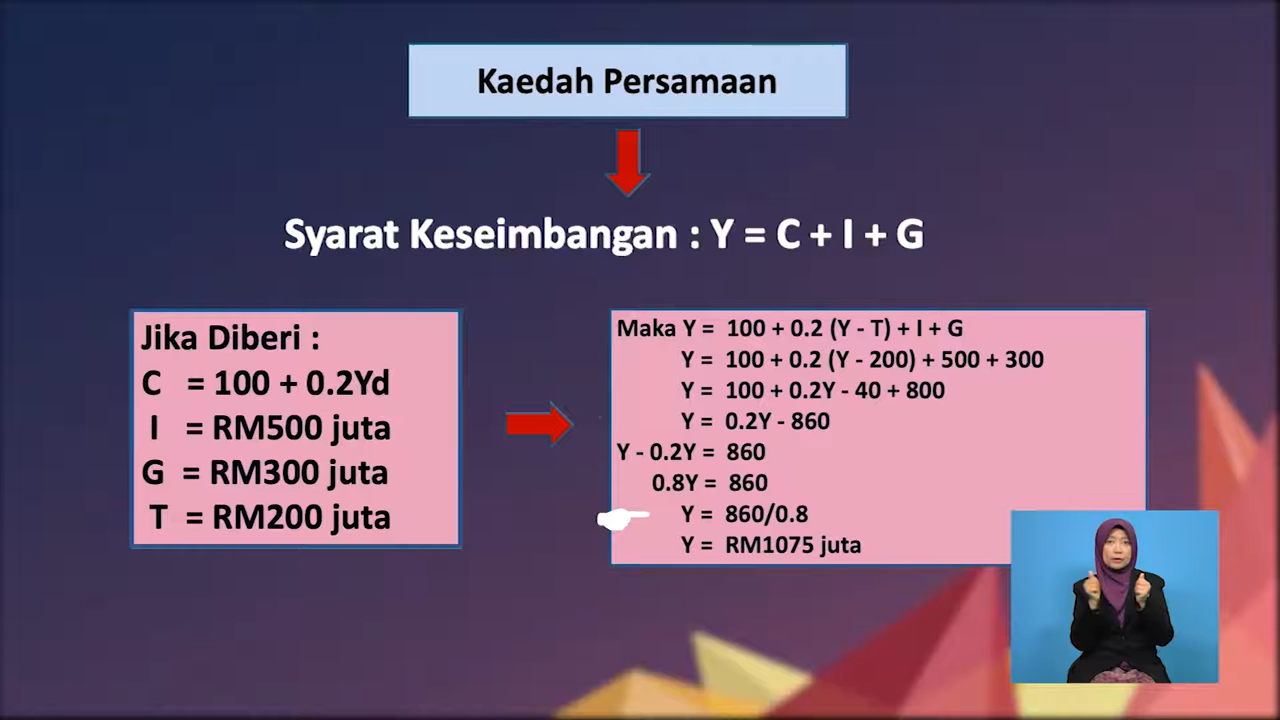 Kaedah Persamaan
Syarat Keseimbangan : Y = C + I + G
Jika Diberi :
C = 100 + 0.2Yd
I = RM500 juta
G = RM300 juta
T = RM200 juta
Maka Y = 100 + 0.2 (Y - T) + I + G
Y = 100 + 0.2 (Y - 200) + 500 + 300
Y = 100 + 0.2Y - 40 + 800
Y = 0.2Y - 860
Y - 0.2Y = 860
0.8Y = 860
Y = 860/0.8
Y = RM1075 juta